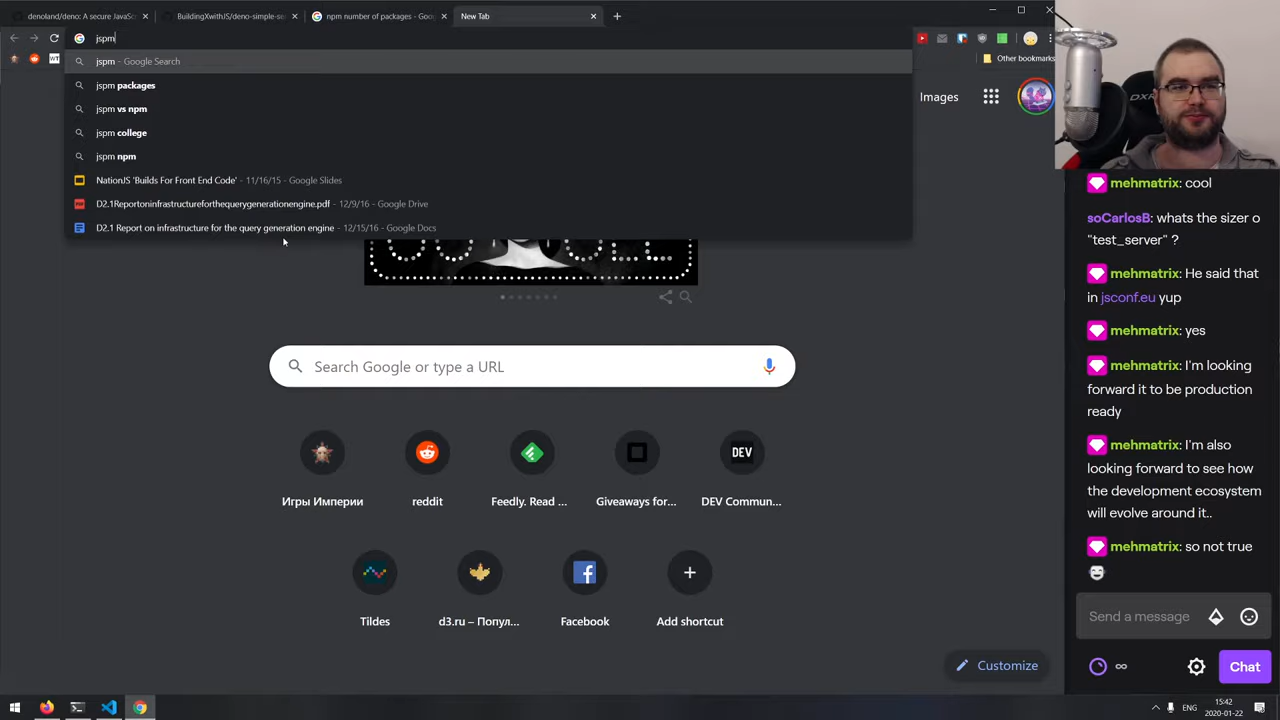 denoland/deno: A secure JavaS
BuildingXwithJS/deno-simple-se
npm number of packages - Goo
New Tab
jspm
Other bookmarks
jspm - Google Search
jspm packages
jspm vs npm
jspm college
jspm npm
NationJS 'Builds For Front End Code' - 11/16/15 - Google Slides
D2.1Reportoninfrastructureforthequerygenerationengine.pdf - 12/9/16 - Google Drive
D2.1 Report on infrastructure for the query generation engine - 12/15/16 - Google Docs
Images
Search Google or type a URL
Игры Империи
reddit
Feedly. Read ...
Giveaways for...
DEV
DEV Commun...
Tildes
d3.ru – Попул...
Facebook
Add shortcut
Customize
mehmatrix: cool
soCarlosB: whats the sizer o
"test_server" ?
mehmatrix: He said that
in jsconf.eu yup
mehmatrix: yes
mehmatrix: I'm looking
forward it to be production
ready
mehmatrix: I'm also
looking forward to see how
the development ecosystem
will evolve around it..
mehmatrix: so not true
Send a message
∞
Chat
ENG
15:42
2020-01-22